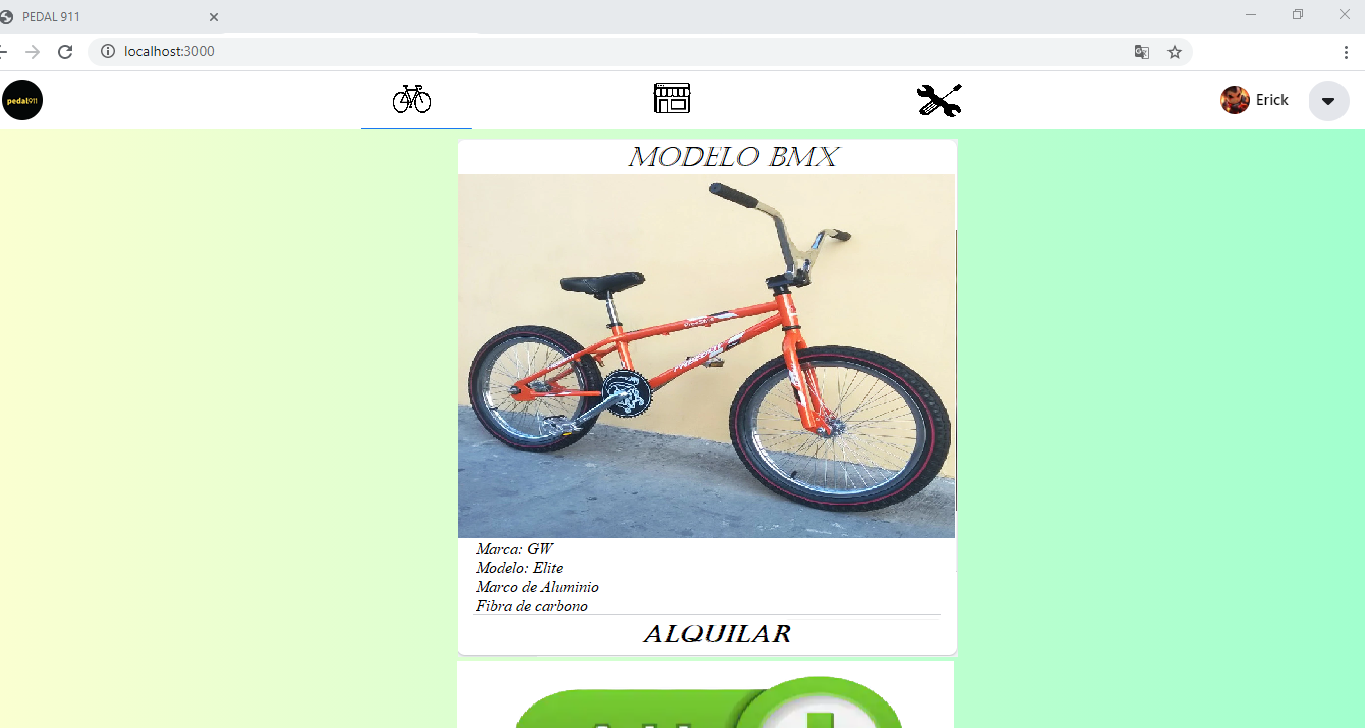 PEDAL 911
localhost:3000
pedal911
Erick
MODELO BMX
Marca: GW
Modelo: Elite
Marco de Aluminio
Fibra de carbono
ALQUILAR